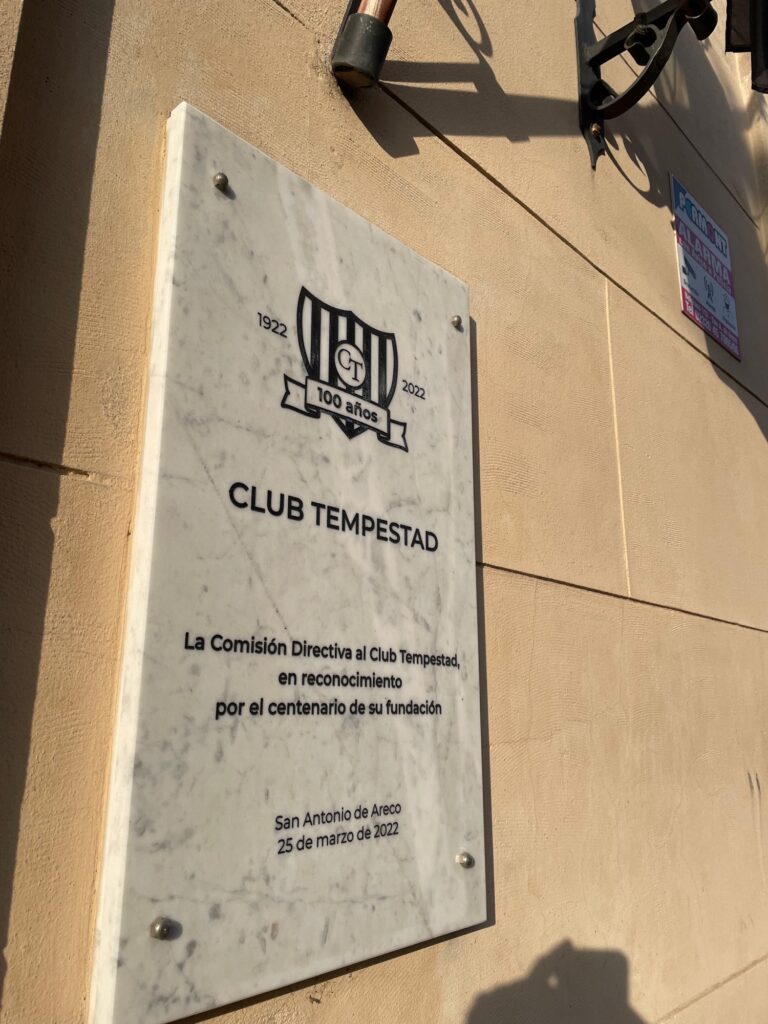 1922
CT
2022
100 años
CLUB TEMPESTAD
La Comisión Directiva al Club Tempestad,
en reconocimiento
por el centenario de su fundación
San Antonio de Areco
25 de marzo de 2022
ALARMA